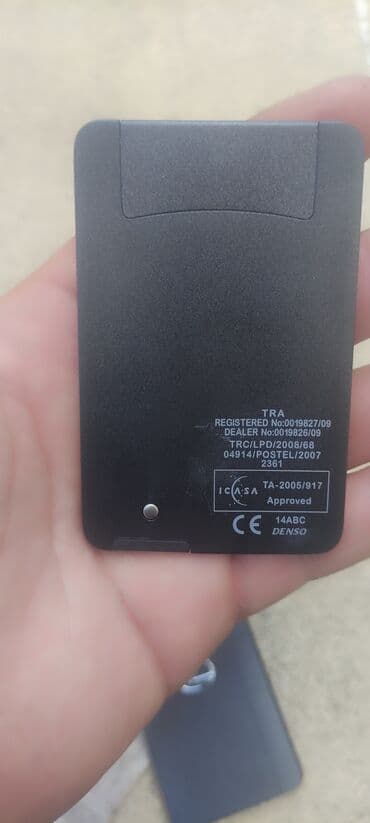 TRA
REGISTERED No:0019827/09
DEALER No:0019826/09
TRC/LPD/2008/68
04914/POSTEL/2007
2361
ICASA TA-2005/917
Approved
CE 14ABC
DENSO